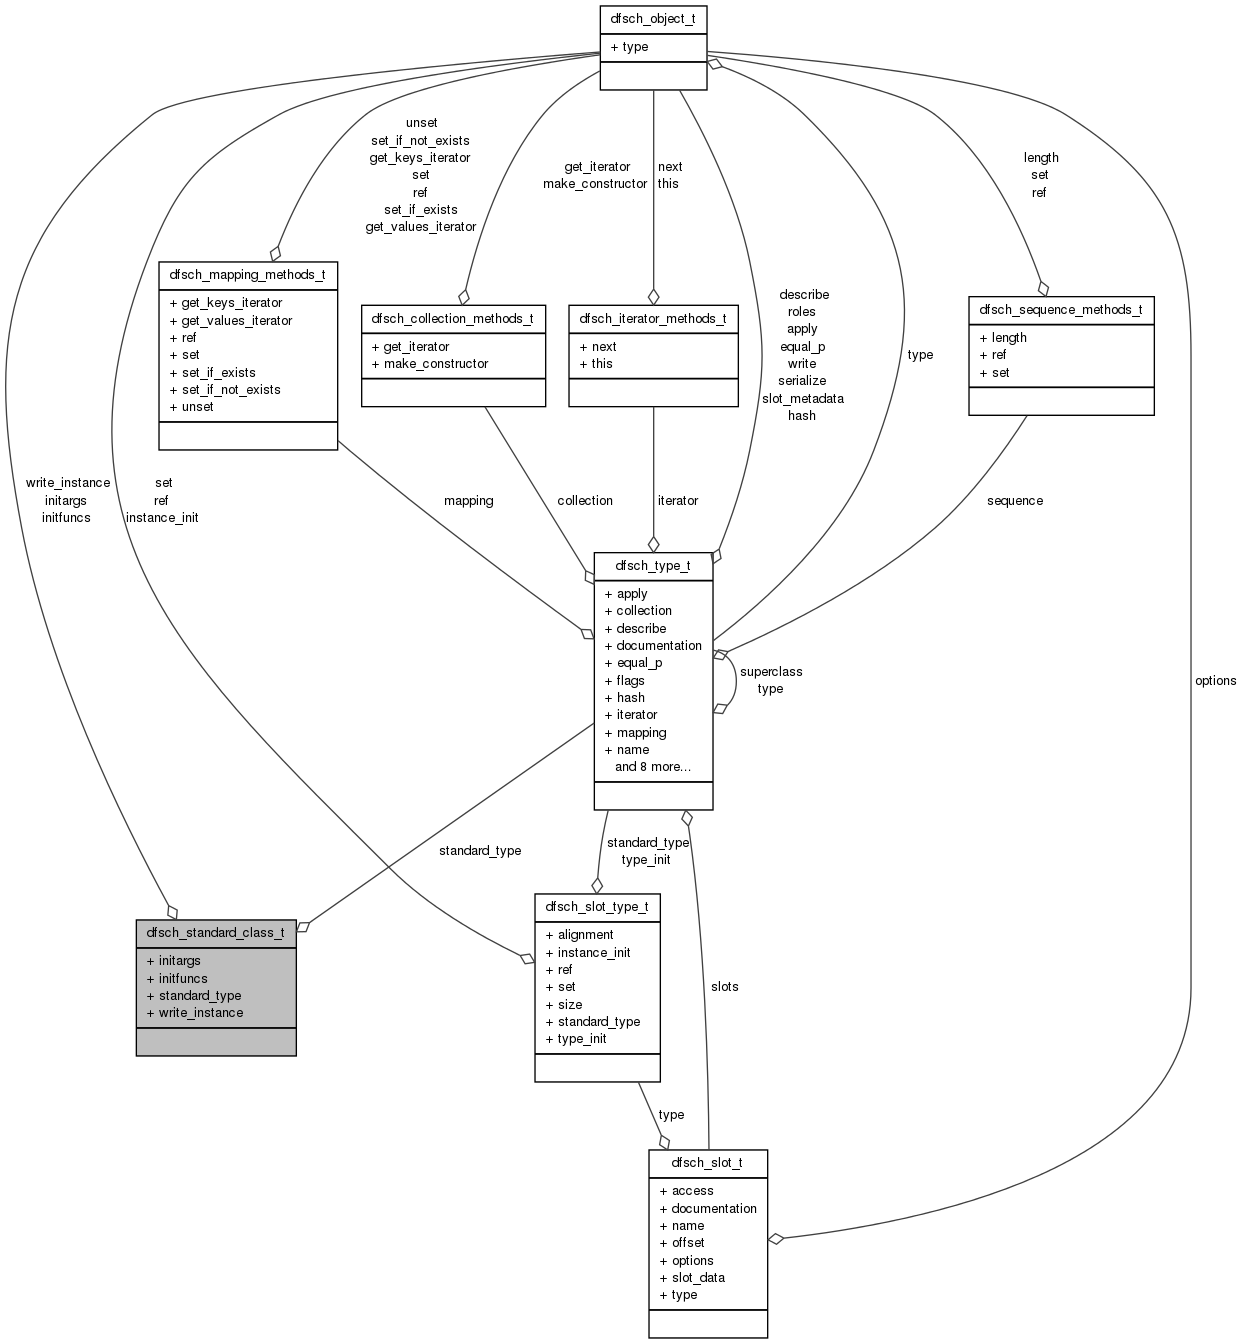 dfsch_object_t
+ type
unset
set_if_not_exists
get_keys_iterator
set
ref
set_if_exists
get_values_iterator
get_iterator
make_constructor
next
this
length
set
ref
dfsch_mapping_methods_t
+ get_keys_iterator
+ get_values_iterator
+ ref
+ set
+ set_if_exists
+ set_if_not_exists
+ unset
dfsch_collection_methods_t
+ get_iterator
+ make_constructor
dfsch_iterator_methods_t
+ next
+ this
describe
roles
apply
equal_p
write
serialize
slot_metadata
hash
type
dfsch_sequence_methods_t
+ length
+ ref
+ set
write_instance
initargs
initfuncs
set
ref
instance_init
mapping
collection
iterator
sequence
dfsch_type_t
+ apply
+ collection
+ describe
+ documentation
+ equal_p
+ flags
+ hash
+ iterator
+ mapping
+ name
and 8 more...
superclass
type
options
standard_type
standard_type
type_init
dfsch_standard_class_t
+ initargs
+ initfuncs
+ standard_type
+ write_instance
dfsch_slot_type_t
+ alignment
+ instance_init
+ ref
+ set
+ size
+ standard_type
+ type_init
slots
type
dfsch_slot_t
+ access
+ documentation
+ name
+ offset
+ options
+ slot_data
+ type